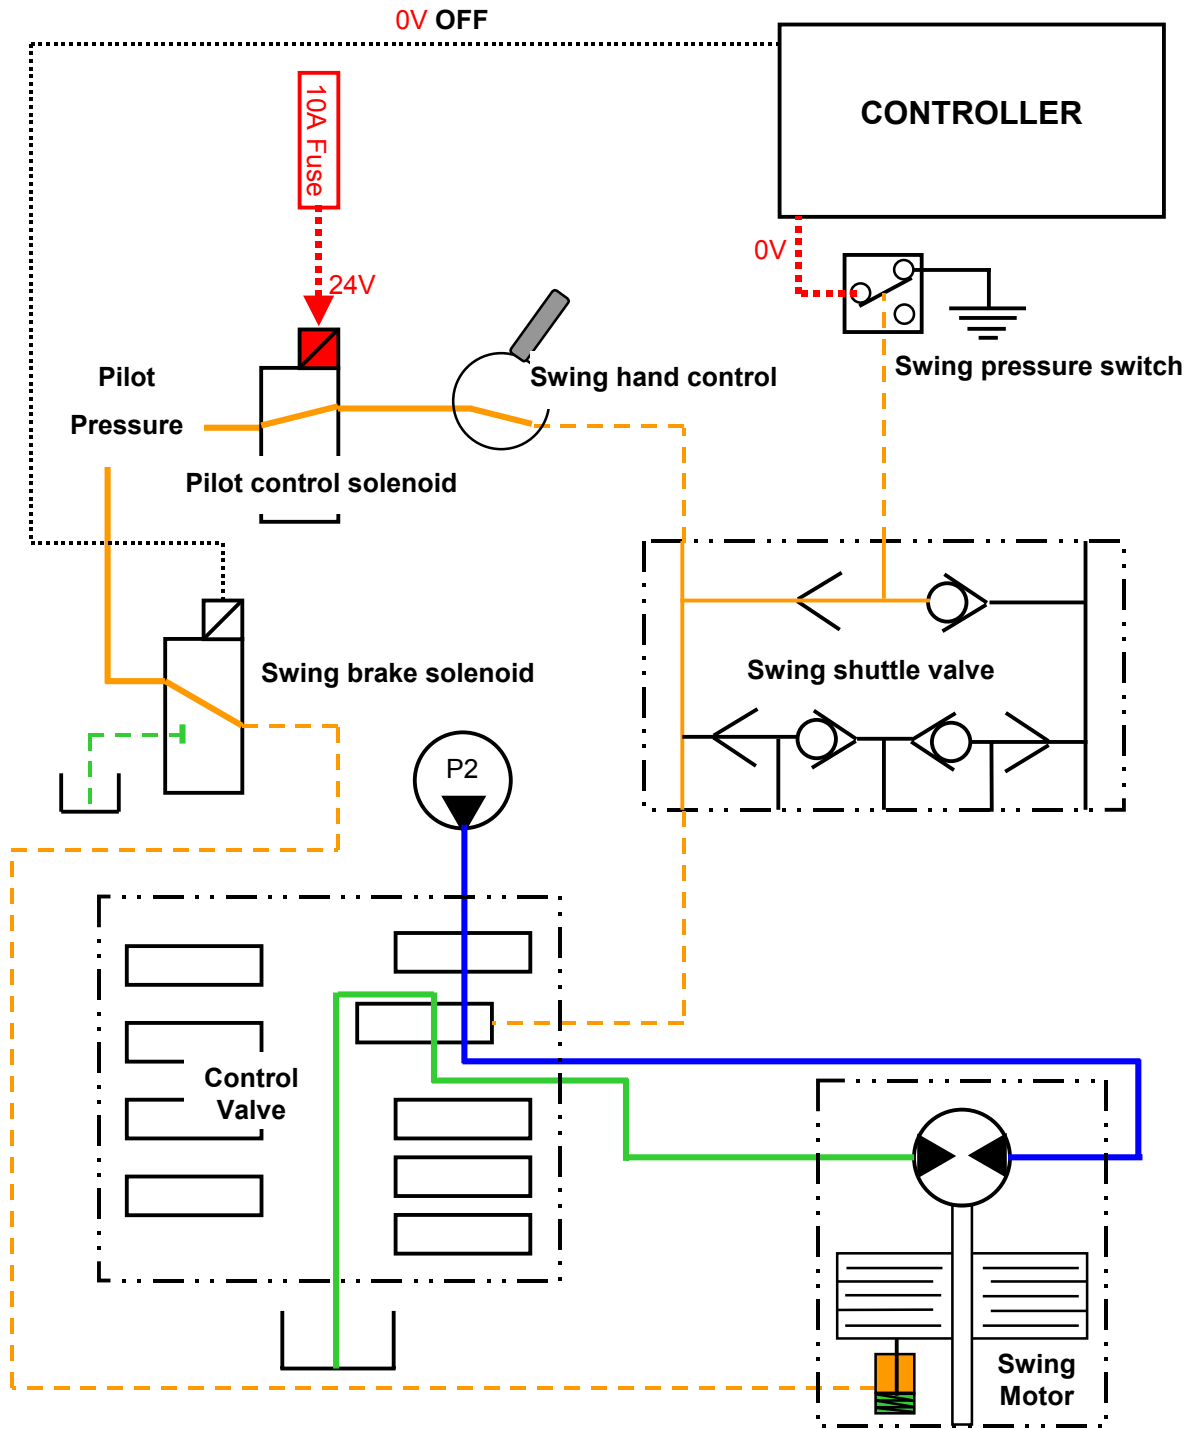 0V OFF
CONTROLLER
10A Fuse
0V
24V
Swing pressure switch
Pilot
Pressure
Swing hand control
Pilot control solenoid
Swing brake solenoid
Swing shuttle valve
P2
Control
Valve
Swing
Motor